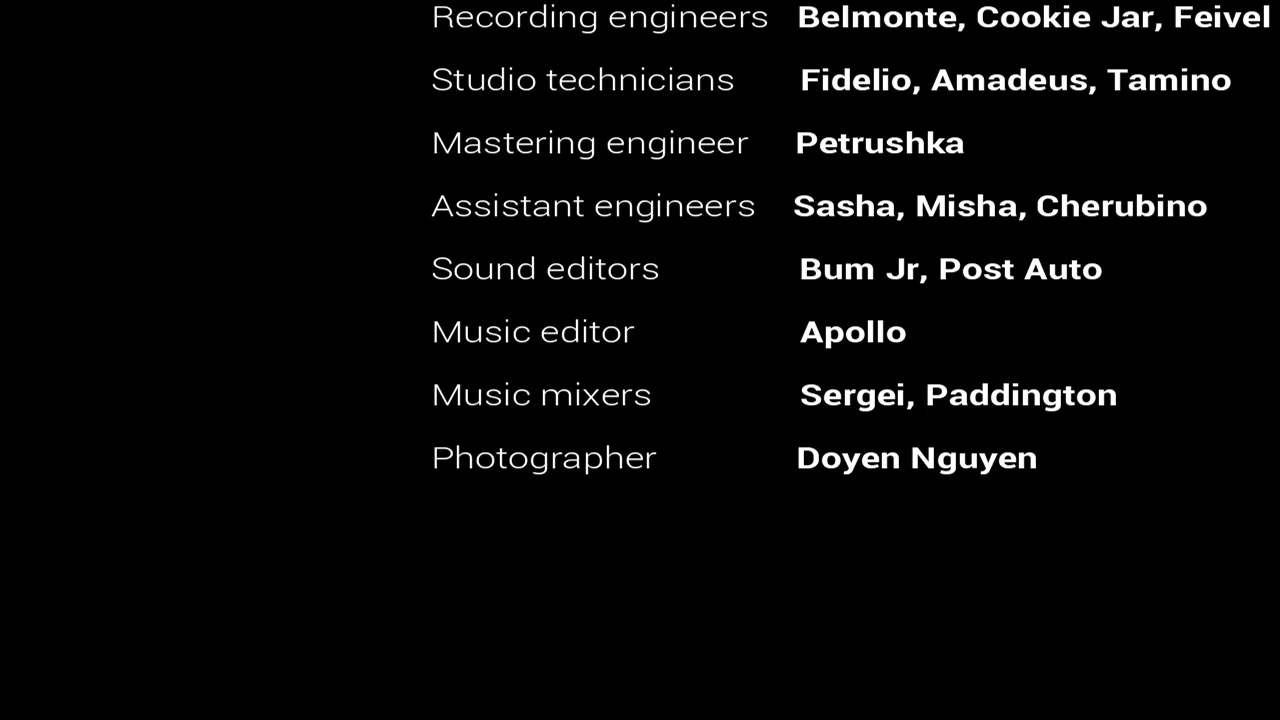 Recording engineers Belmonte, Cookie Jar, Feivel
Studio technicians Fidelio, Amadeus, Tamino
Mastering engineer Petrushka
Assistant engineers Sasha, Misha, Cherubino
Sound editors Bum Jr, Post Auto
Music editor Apollo
Music mixers Sergei, Paddington
Photographer Doyen Nguyen